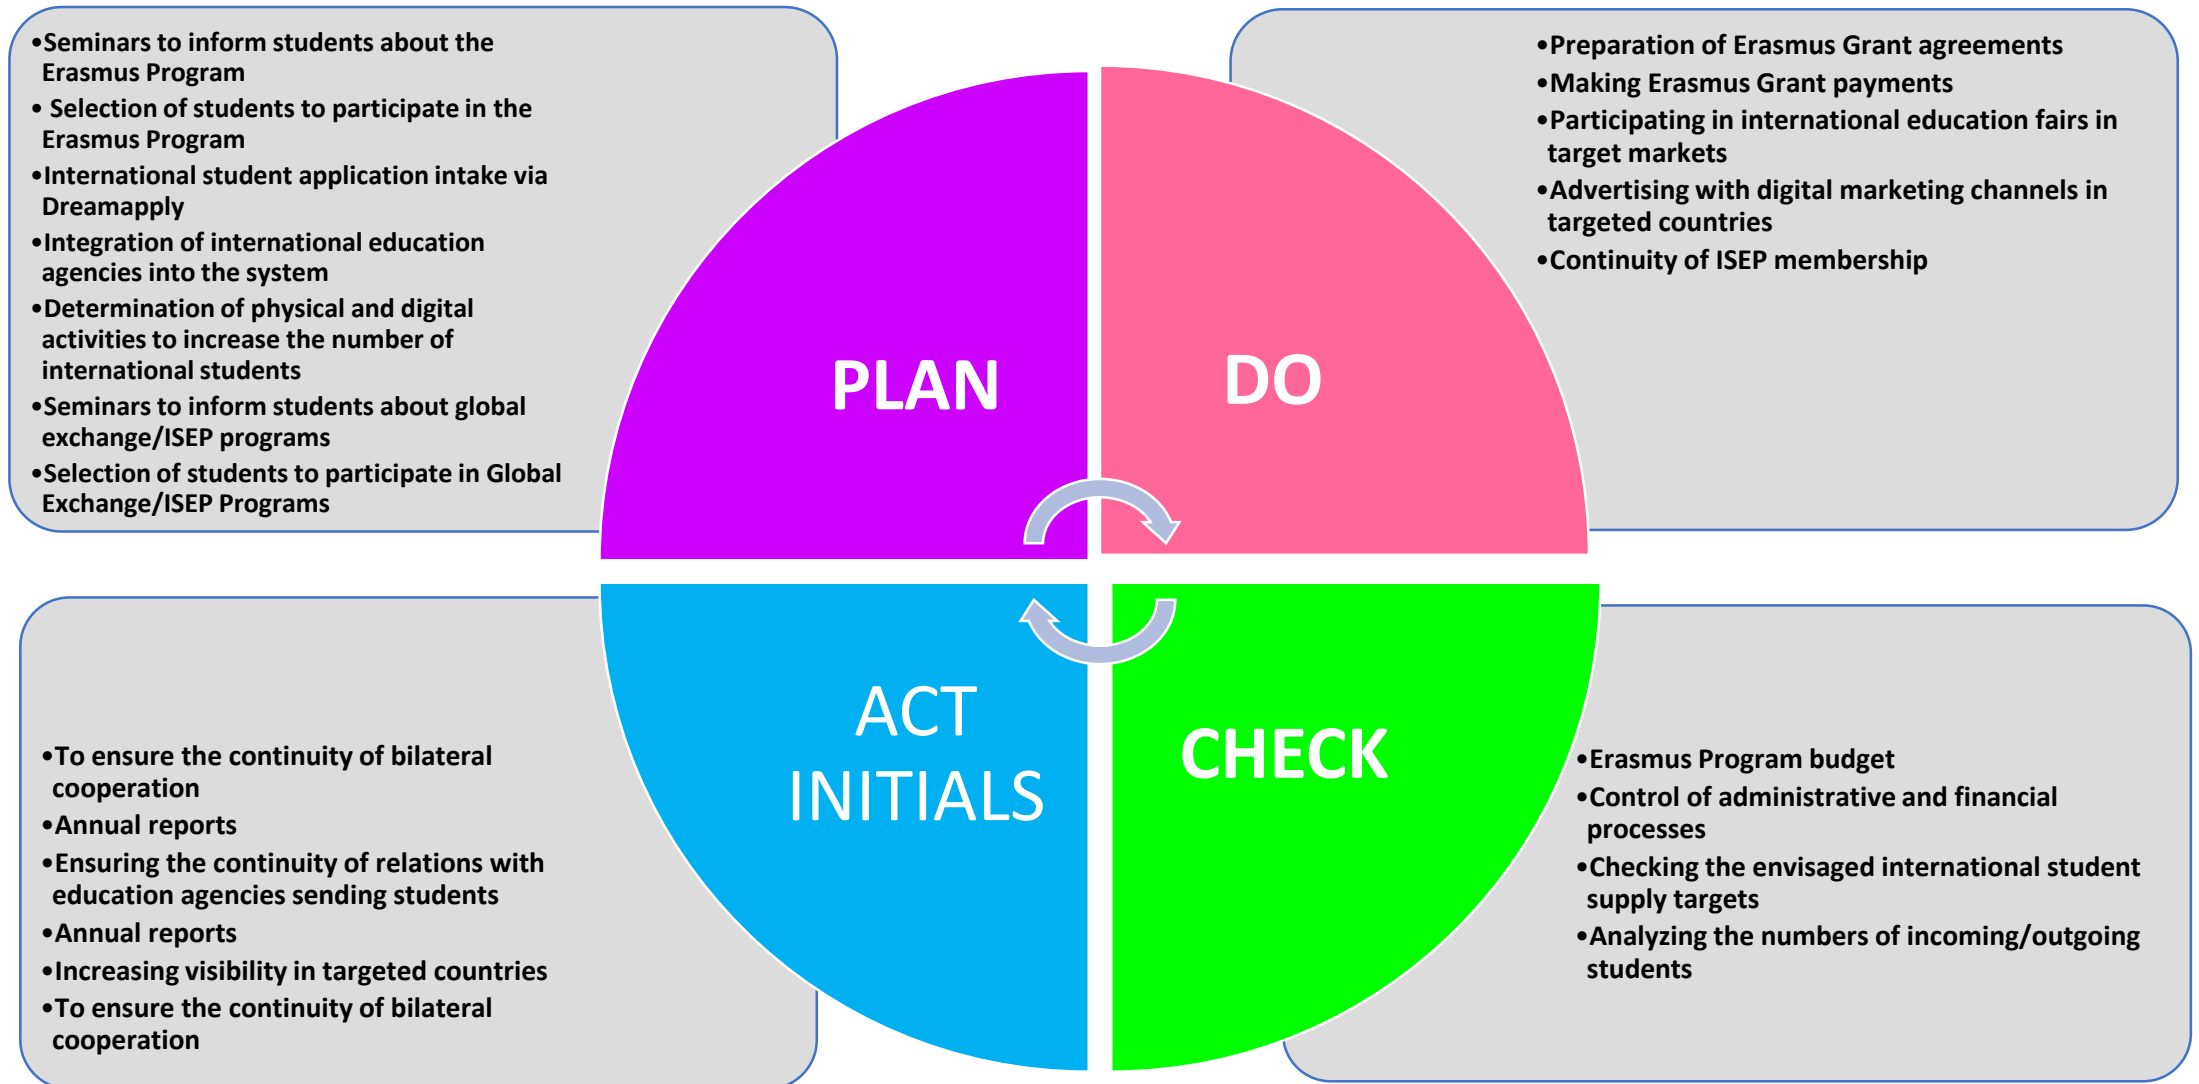 •Seminars to inform students about the
Erasmus Program
• Selection of students to participate in the
Erasmus Program
•International student application intake via
Dreamapply
•Integration of international education
agencies into the system
•Determination of physical and digital
activities to increase the number of
international students
•Seminars to inform students about global
exchange/ISEP programs
•Selection of students to participate in Global
Exchange/ISEP Programs
PLAN
DO
•Preparation of Erasmus Grant agreements
•Making Erasmus Grant payments
•Participating in international education fairs in
target markets
•Advertising with digital marketing channels in
targeted countries
•Continuity of ISEP membership
•To ensure the continuity of bilateral
cooperation
•Annual reports
•Ensuring the continuity of relations with
education agencies sending students
•Annual reports
•Increasing visibility in targeted countries
•To ensure the continuity of bilateral
cooperation
ACT
INITIALS
CHECK
•Erasmus Program budget
•Control of administrative and financial
processes
•Checking the envisaged international student
supply targets
•Analyzing the numbers of incoming/outgoing
students